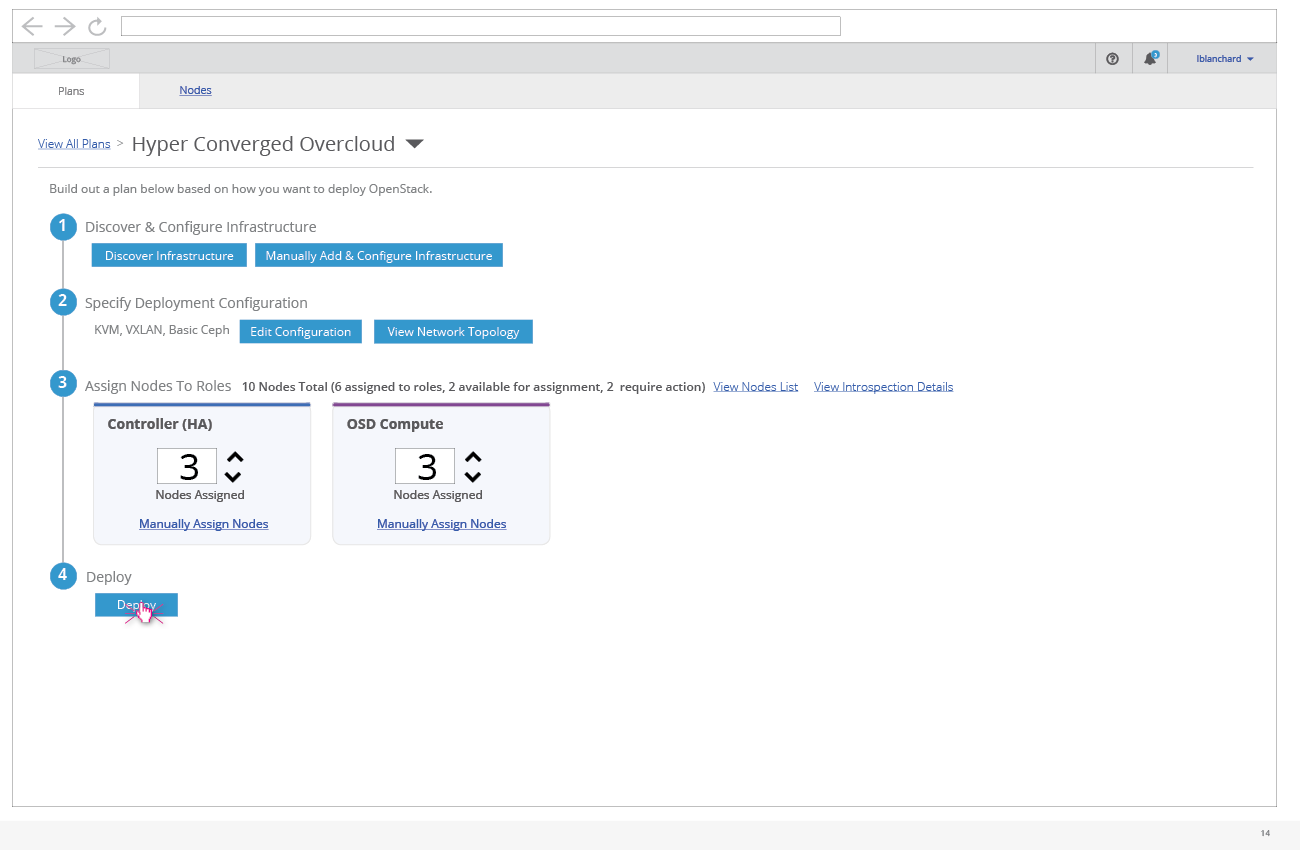 Logo
3
lblanchard
Plans
Nodes
View All Plans > Hyper Converged Overcloud
Build out a plan below based on how you want to deploy OpenStack.
1 Discover & Configure Infrastructure
Discover Infrastructure Manually Add & Configure Infrastructure
2 Specify Deployment Configuration
KVM, VXLAN, Basic Ceph Edit Configuration View Network Topology
3 Assign Nodes To Roles 10 Nodes Total (6 assigned to roles, 2 available for assignment, 2 require action) View Nodes List View Introspection Details
Controller (HA)
3
Nodes Assigned
Manually Assign Nodes
OSD Compute
3
Nodes Assigned
Manually Assign Nodes
4 Deploy
Deploy
14